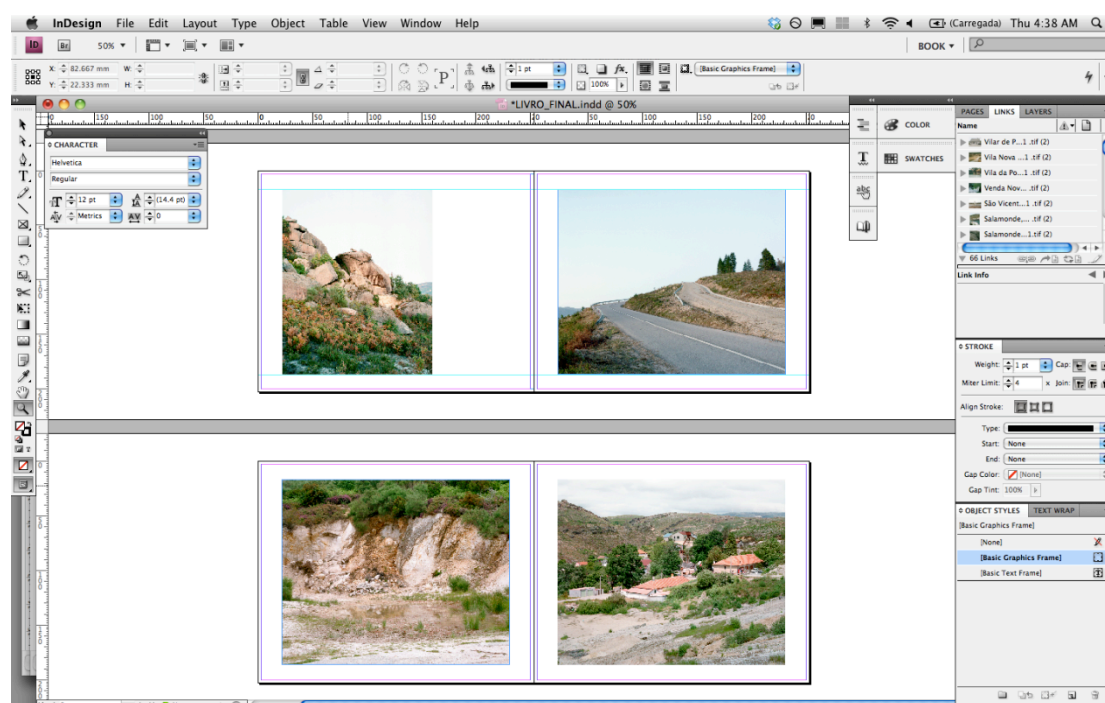 InDesign File Edit Layout Type Object Table View Window Help (Carregada) Thu 4:38 AM
ID Br 50% BOOK
X: 82.667 mm W: 1 pt [Basic Graphics Frame]
Y: 22.333 mm H: 100%
*LIVRO_FINAL.indd @ 50%
CHARACTER
Helvetica
Regular
12 pt (14.4 pt)
Metrics 0
COLOR
SWATCHES
PAGES LINKS LAYERS
Name
Vilar de P...1 .tif (2)
Vila Nova ...1 .tif (2)
Vila da Po...1 .tif (2)
Venda Nov... .tif (2)
São Vicent...1 .tif (2)
Salamonde,... .tif (2)
Salamonde...1.tif (2)
66 Links
Link Info
STROKE
Weight: 1 pt Cap:
Miter Limit: 4 x Join:
Align Stroke:
Type:
Start: None
End: None
Gap Color: [None]
Gap Tint: 100%
OBJECT STYLES TEXT WRAP
[Basic Graphics Frame]
[None]
[Basic Graphics Frame]
[Basic Text Frame]